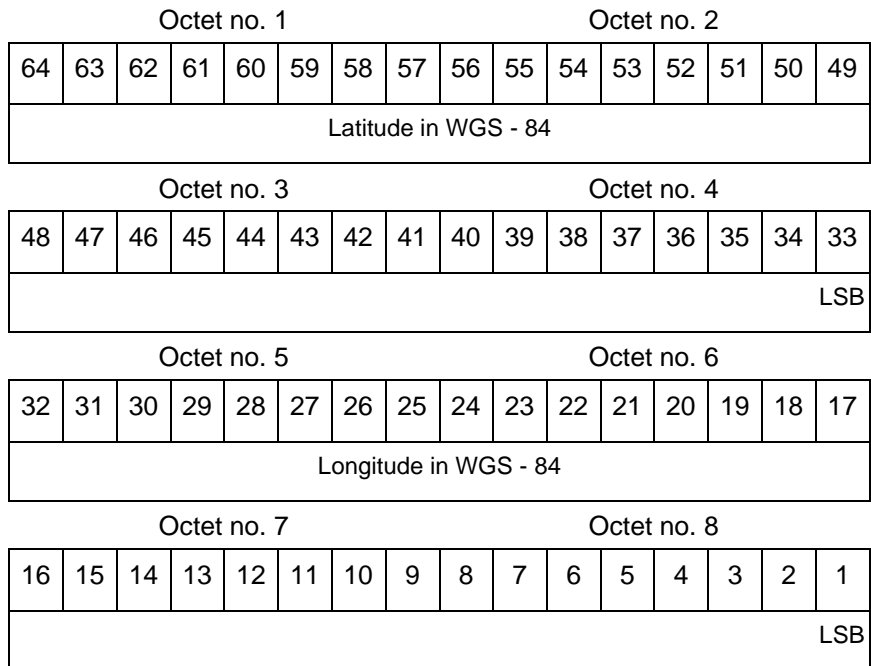 Octet no. 1 Octet no. 2
64 63 62 61 60 59 58 57 56 55 54 53 52 51 50 49
Latitude in WGS - 84
Octet no. 3 Octet no. 4
48 47 46 45 44 43 42 41 40 39 38 37 36 35 34 33
LSB
Octet no. 5 Octet no. 6
32 31 30 29 28 27 26 25 24 23 22 21 20 19 18 17
Longitude in WGS - 84
Octet no. 7 Octet no. 8
16 15 14 13 12 11 10 9 8 7 6 5 4 3 2 1
LSB